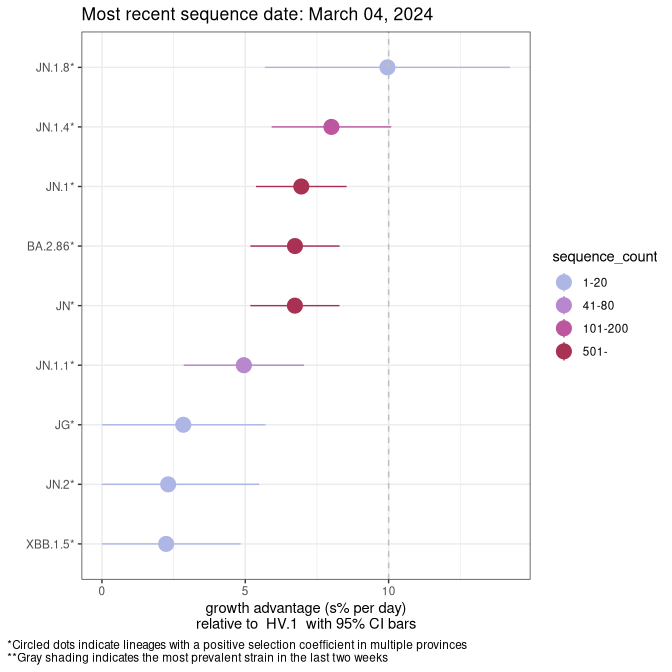 Most recent sequence date: March 04, 2024
JN.1.8*
JN.1.4*
JN.1*
BA.2.86*
JN*
JN.1.1*
JG*
JN.2*
XBB.1.5*
sequence_count
1-20
41-80
101-200
501-
0 5 10
growth advantage (s% per day)
relative to HV.1 with 95% CI bars
*Circled dots indicate lineages with a positive selection coefficient in multiple provinces
**Gray shading indicates the most prevalent strain in the last two weeks